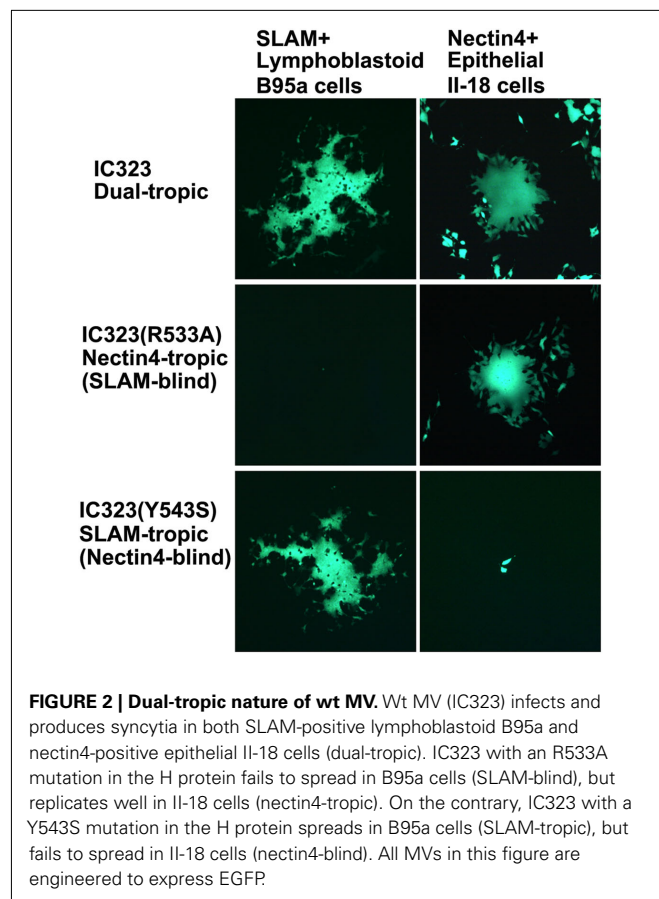 SLAM+
Lymphoblastoid
B95a cells
Nectin4+
Epithelial
II-18 cells
IC323
Dual-tropic
IC323(R533A)
Nectin4-tropic
(SLAM-blind)
IC323(Y543S)
SLAM-tropic
(Nectin4-blind)
FIGURE 2 | Dual-tropic nature of wt MV. Wt MV (IC323) infects and
produces syncytia in both SLAM-positive lymphoblastoid B95a and
nectin4-positive epithelial II-18 cells (dual-tropic). IC323 with an R533A
mutation in the H protein fails to spread in B95a cells (SLAM-blind), but
replicates well in II-18 cells (nectin4-tropic). On the contrary, IC323 with a
Y543S mutation in the H protein spreads in B95a cells (SLAM-tropic), but
fails to spread in II-18 cells (nectin4-blind). All MVs in this figure are
engineered to express EGFP.